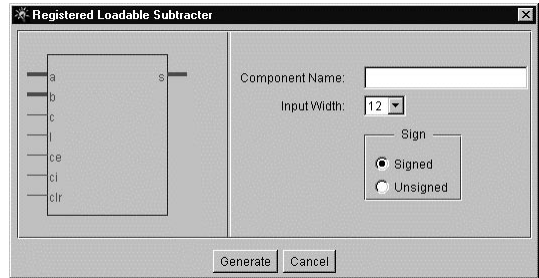 Registered Loadable Subtracter
a s
b
c
l
ce
ci
clr
Component Name:
Input Width: 12
Sign
Signed
Unsigned
Generate Cancel